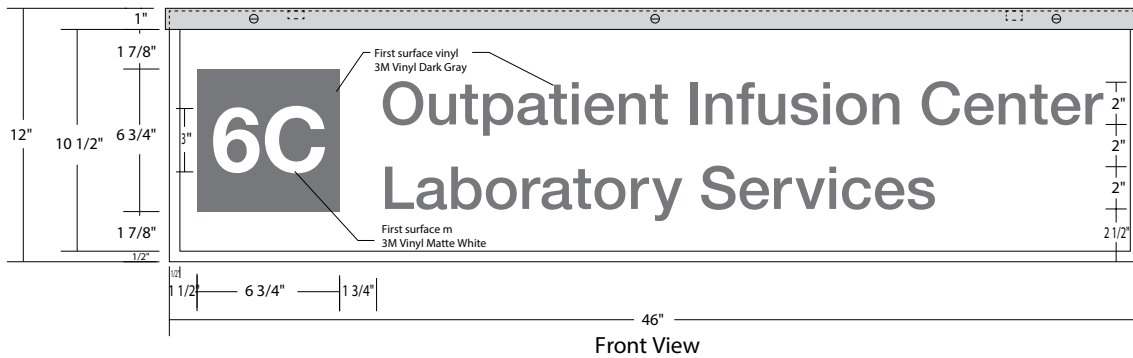 1"
1 7/8"
First surface vinyl
3M Vinyl Dark Gray
Outpatient Infusion Center
2"
12"
10 1/2"
6 3/4"
3"
6C
2"
Laboratory Services
2"
1 7/8"
First surface m
3M Vinyl Matte White
2 1/2"
1/2"
1/2"
1 1/2"
6 3/4"
1 3/4"
46"
Front View